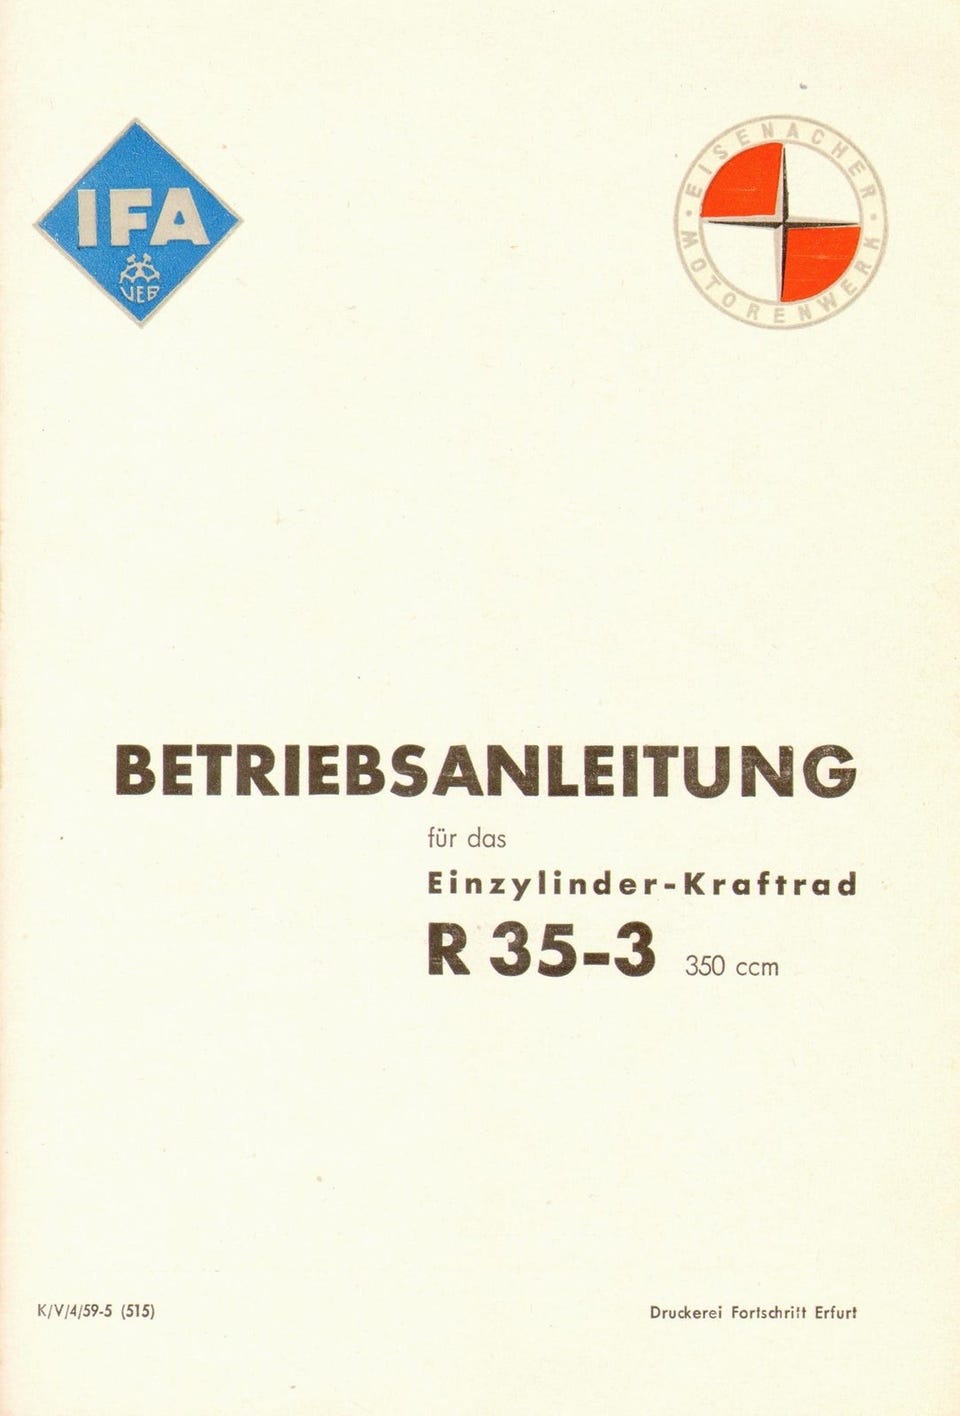 IFA
VEB
EISENACHER
MOTORENWERK
BETRIEBSANLEITUNG
für das
Einzylinder-Kraftrad
R 35-3 350 ccm
K/V/4/59-5 (515)
Druckerei Fortschritt Erfurt